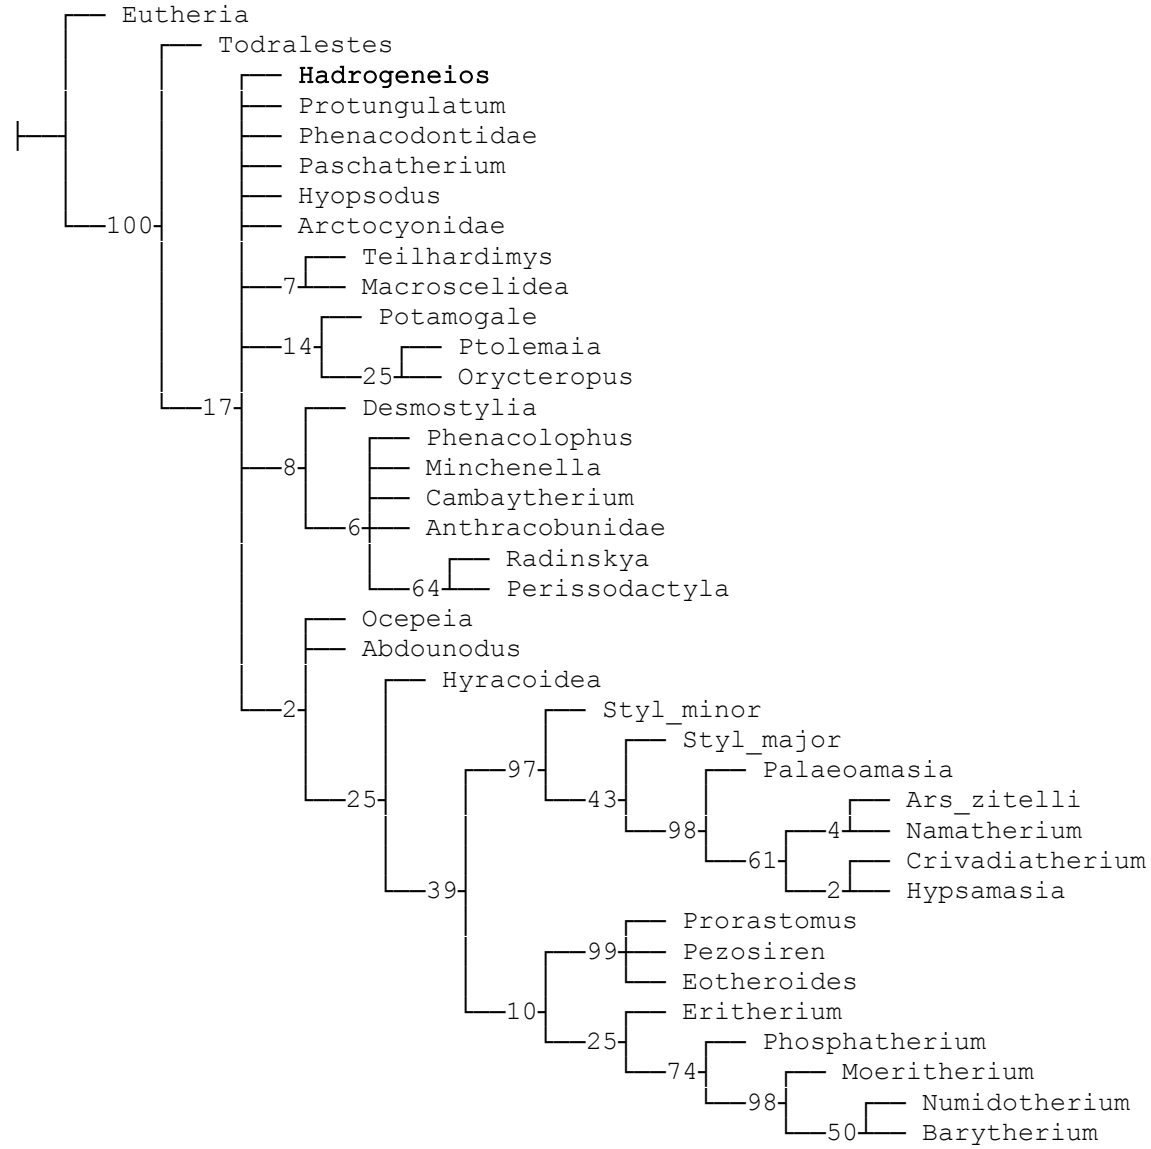 Eutheria
Todralestes
Hadrogeneios
Protungulatum
Phenacodontidae
Paschatherium
Hyopsodus
100 Arctocyonidae
Teilhardimys
7 Macroscelidea
Potamogale
14 Ptolemaia
25 Orycteropus
17 Desmostylia
Phenacolophus
8 Minchenella
Cambaytherium
6 Anthracobunidae
Radinskya
64 Perissodactyla
Ocepeia
Abdounodus
Hyracoidea
2 Styl_minor
Styl_major
97 Palaeoamasia
25 43 Ars_zitelli
98 4 Namatherium
61 Crivadiatherium
39 2 Hypsamasia
Prorastomus
99 Pezosiren
Eotheroides
10 Eritherium
25 Phosphatherium
74 Moeritherium
98 Numidotherium
50 Barytherium